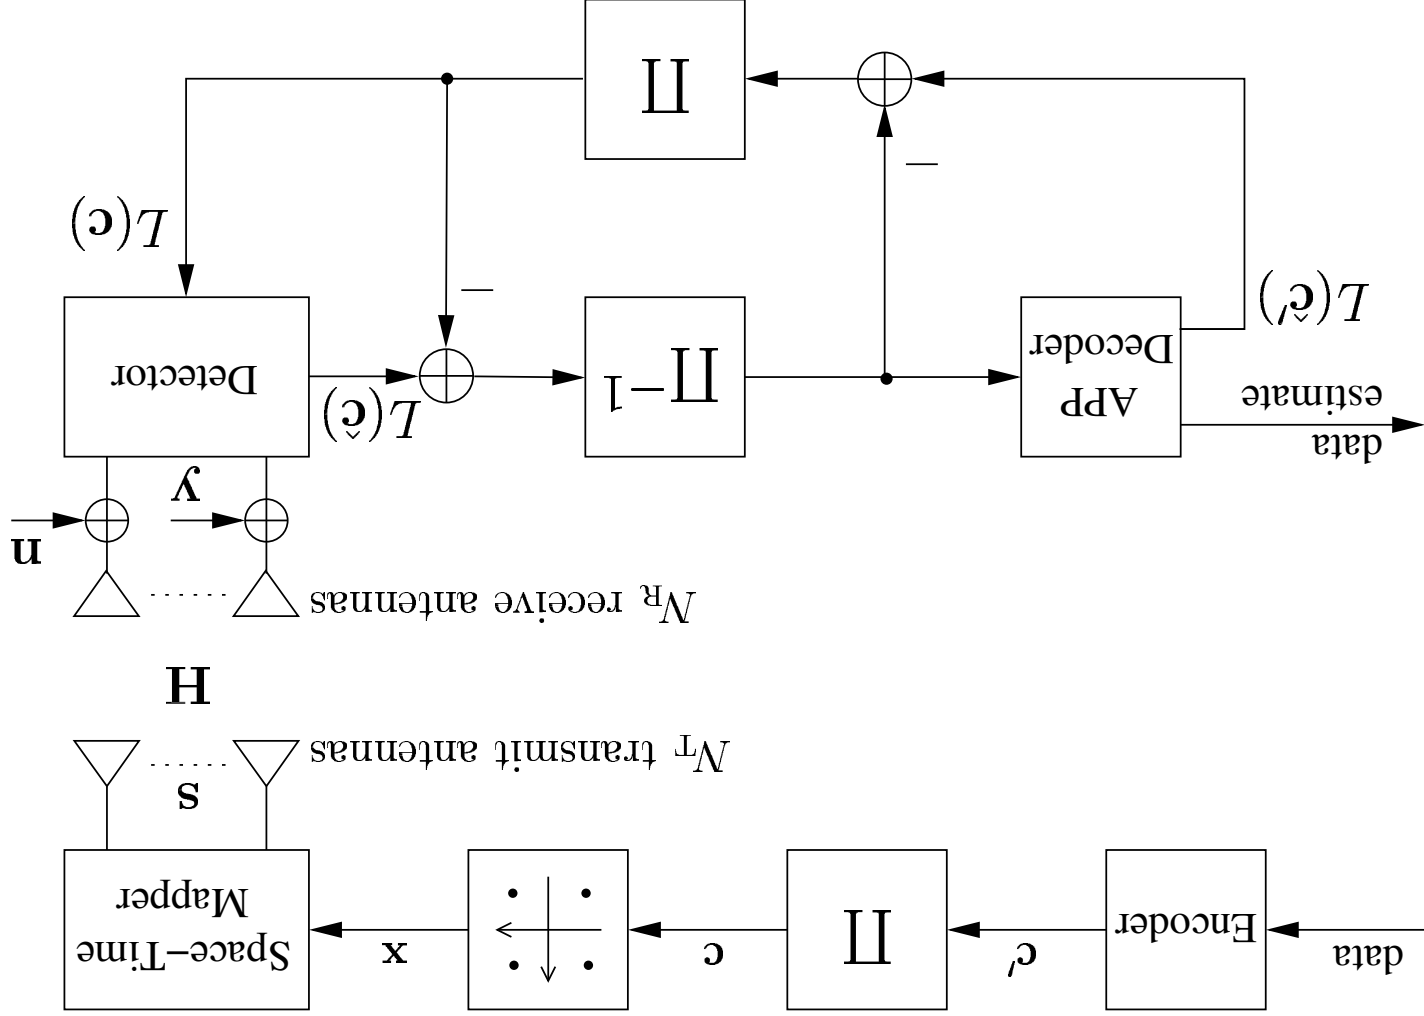 data
Encoder
c′
∏
c
x
Space–Time
Mapper
s
N_T transmit antennas
H
N_R receive antennas
n
y
data
estimate
APP
Decoder
L(ĉ′)
∏−1
L(ĉ)
Detector
−
−
L(c)
∏